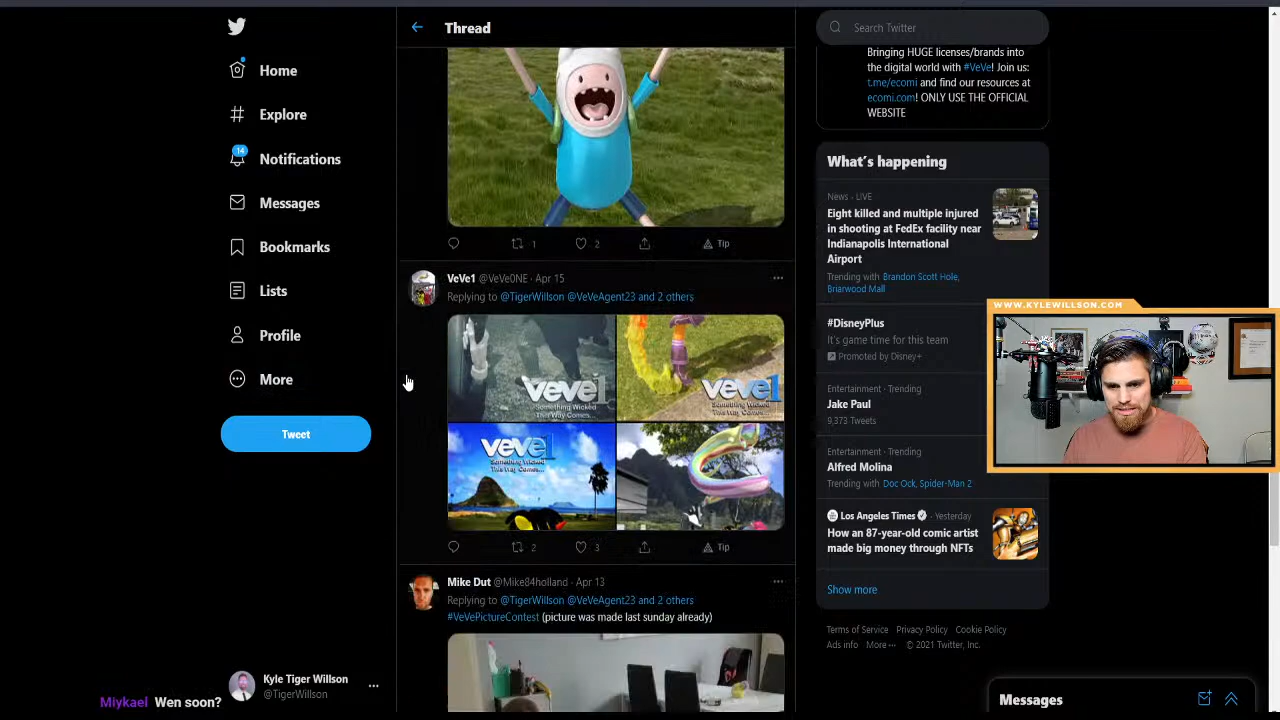 Home
Explore
14
Notifications
Messages
Bookmarks
Lists
Profile
More
Tweet
Kyle Tiger Willson
@TigerWillson
Miykael Wen soon?
Thread
1
2
Tip
VeVe1 @VeVe0NE · Apr 15
Replying to @TigerWillson @VeVeAgent23 and 2 others
veve1
Something Wicked
This Way Comes...
veve1
Something Wicked
This Way Comes...
veve1
Something Wicked
This Way Comes...
2
3
Tip
Mike Dut @Mike84holland · Apr 13
Replying to @TigerWillson @VeVeAgent23 and 2 others
#VeVePictureContest (picture was made last sunday already)
Search Twitter
Bringing HUGE licenses/brands into
the digital world with #VeVe! Join us:
t.me/ecomi and find our resources at
ecomi.com! ONLY USE THE OFFICIAL
WEBSITE
What's happening
News · LIVE
Eight killed and multiple injured
in shooting at FedEx facility near
Indianapolis International
Airport
Trending with Brandon Scott Hole,
Briarwood Mall
#DisneyPlus
It's game time for this team
Promoted by Disney+
Entertainment · Trending
Jake Paul
9,373 Tweets
Entertainment · Trending
Alfred Molina
Trending with Doc Ock, Spider-Man 2
Los Angeles Times · Yesterday
How an 87-year-old comic artist
made big money through NFTs
Show more
Terms of Service Privacy Policy Cookie Policy
Ads info More ··· © 2021 Twitter, Inc.
WWW.KYLEWILLSON.COM
Messages